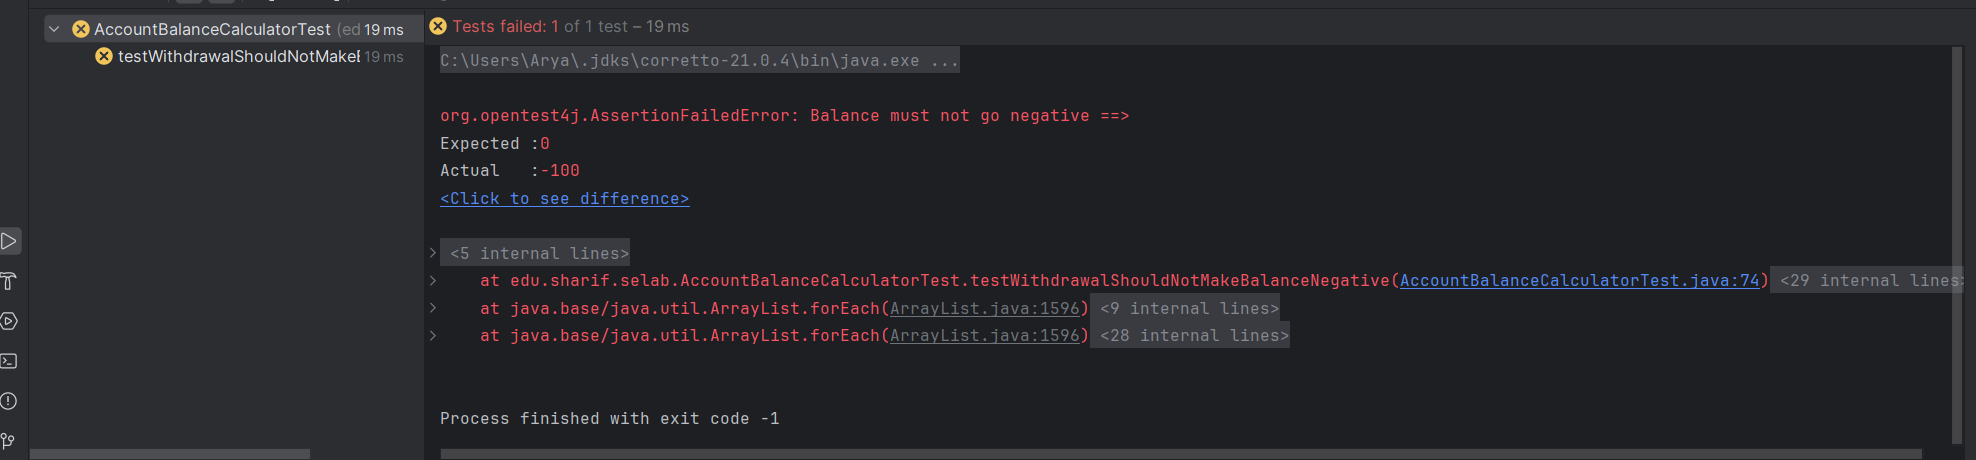 AccountBalanceCalculatorTest (ed 19 ms
testWithdrawalShouldNotMakeE 19 ms
Tests failed: 1 of 1 test – 19 ms
C:\Users\Arya\.jdks\corretto-21.0.4\bin\java.exe ...
org.opentest4j.AssertionFailedError: Balance must not go negative ==>
Expected :0
Actual   :-100
<Click to see difference>
<5 internal lines>
at edu.sharif.selab.AccountBalanceCalculatorTest.testWithdrawalShouldNotMakeBalanceNegative(AccountBalanceCalculatorTest.java:74) <29 internal lines>
at java.base/java.util.ArrayList.forEach(ArrayList.java:1596) <9 internal lines>
at java.base/java.util.ArrayList.forEach(ArrayList.java:1596) <28 internal lines>
Process finished with exit code -1